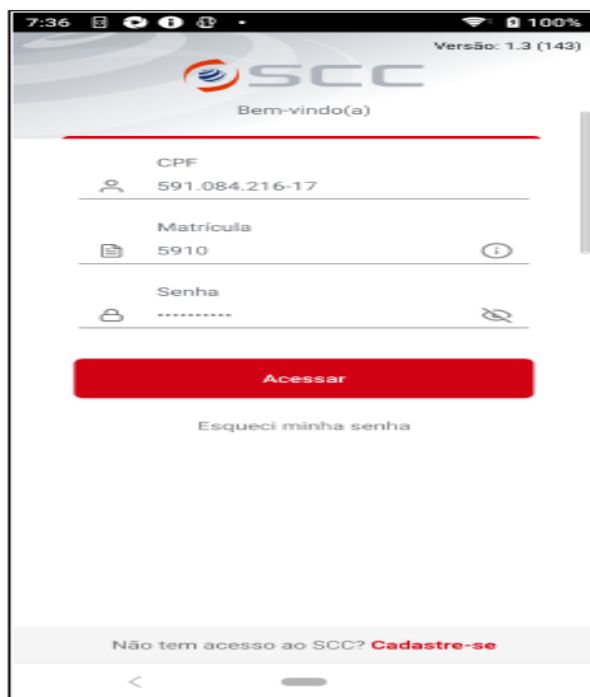 7:36 100%
Versão: 1.3 (143)
SCC
Bem-vindo(a)
CPF
591.084.216-17
Matrícula
5910
Senha
••••••••••
Acessar
Esqueci minha senha
Não tem acesso ao SCC? Cadastre-se